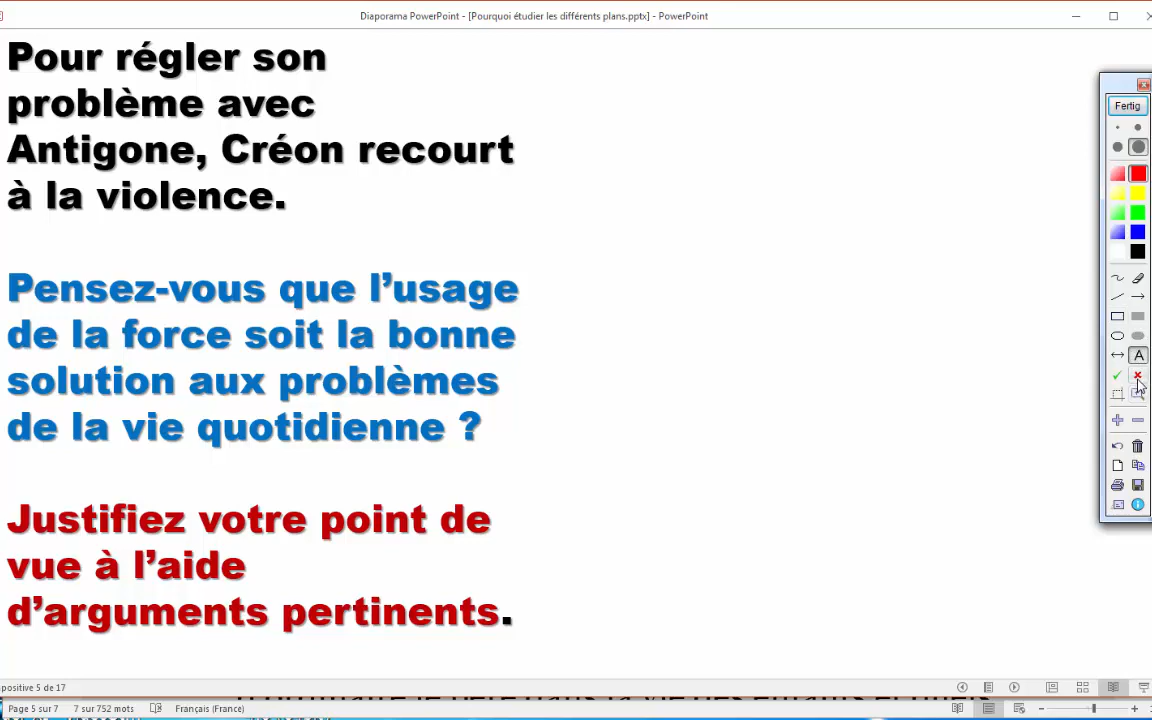 Diaporama PowerPoint - [Pourquoi étudier les différents plans.pptx] - PowerPoint
Pour régler son
problème avec
Antigone, Créon recourt
à la violence.
Pensez-vous que l’usage
de la force soit la bonne
solution aux problèmes
de la vie quotidienne ?
Justifiez votre point de
vue à l’aide
d’arguments pertinents.
Fertig
A
positive 5 de 17
Page 5 sur 7 7 sur 752 mots Français (France)